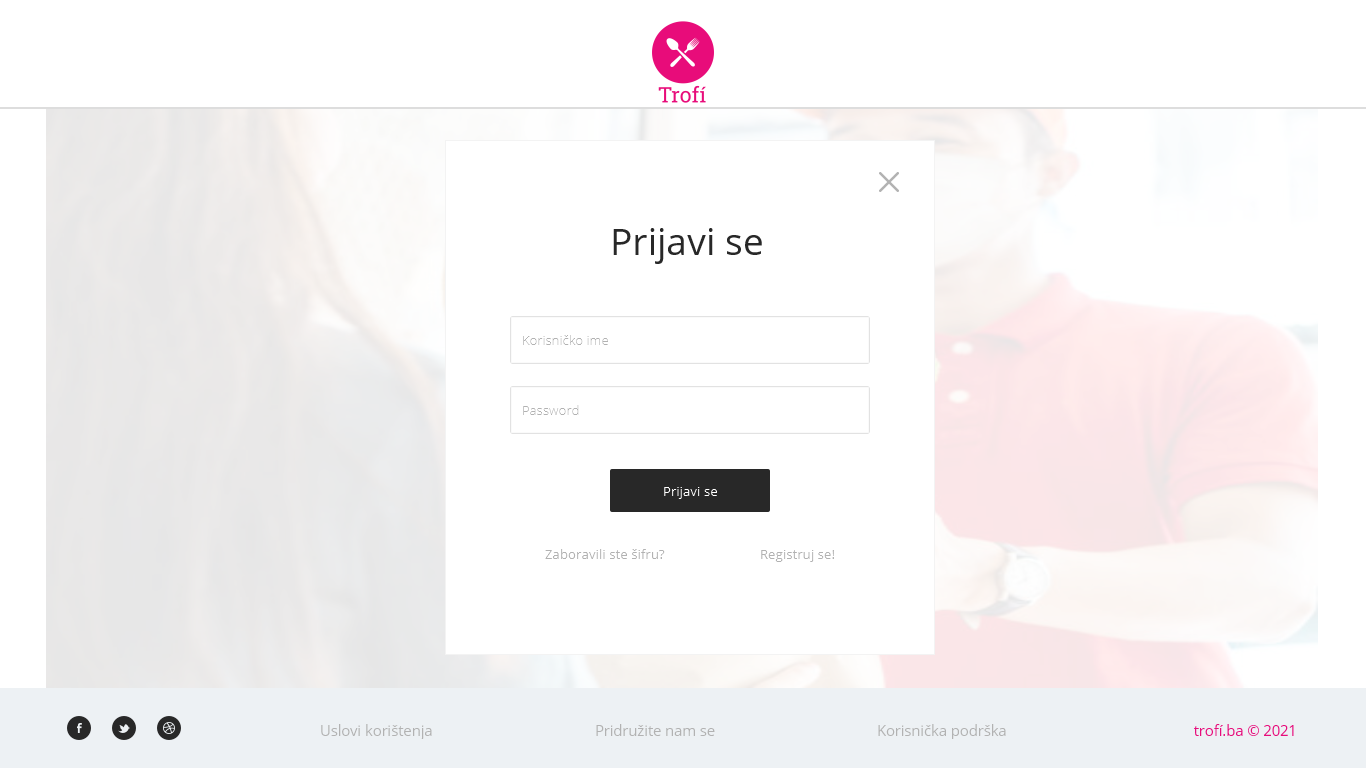 Trofí
Prijavi se
Korisničko ime
Password
Prijavi se
Zaboravili ste šifru? Registruj se!
Uslovi korištenja Pridružite nam se Korisnička podrška trofí.ba © 2021